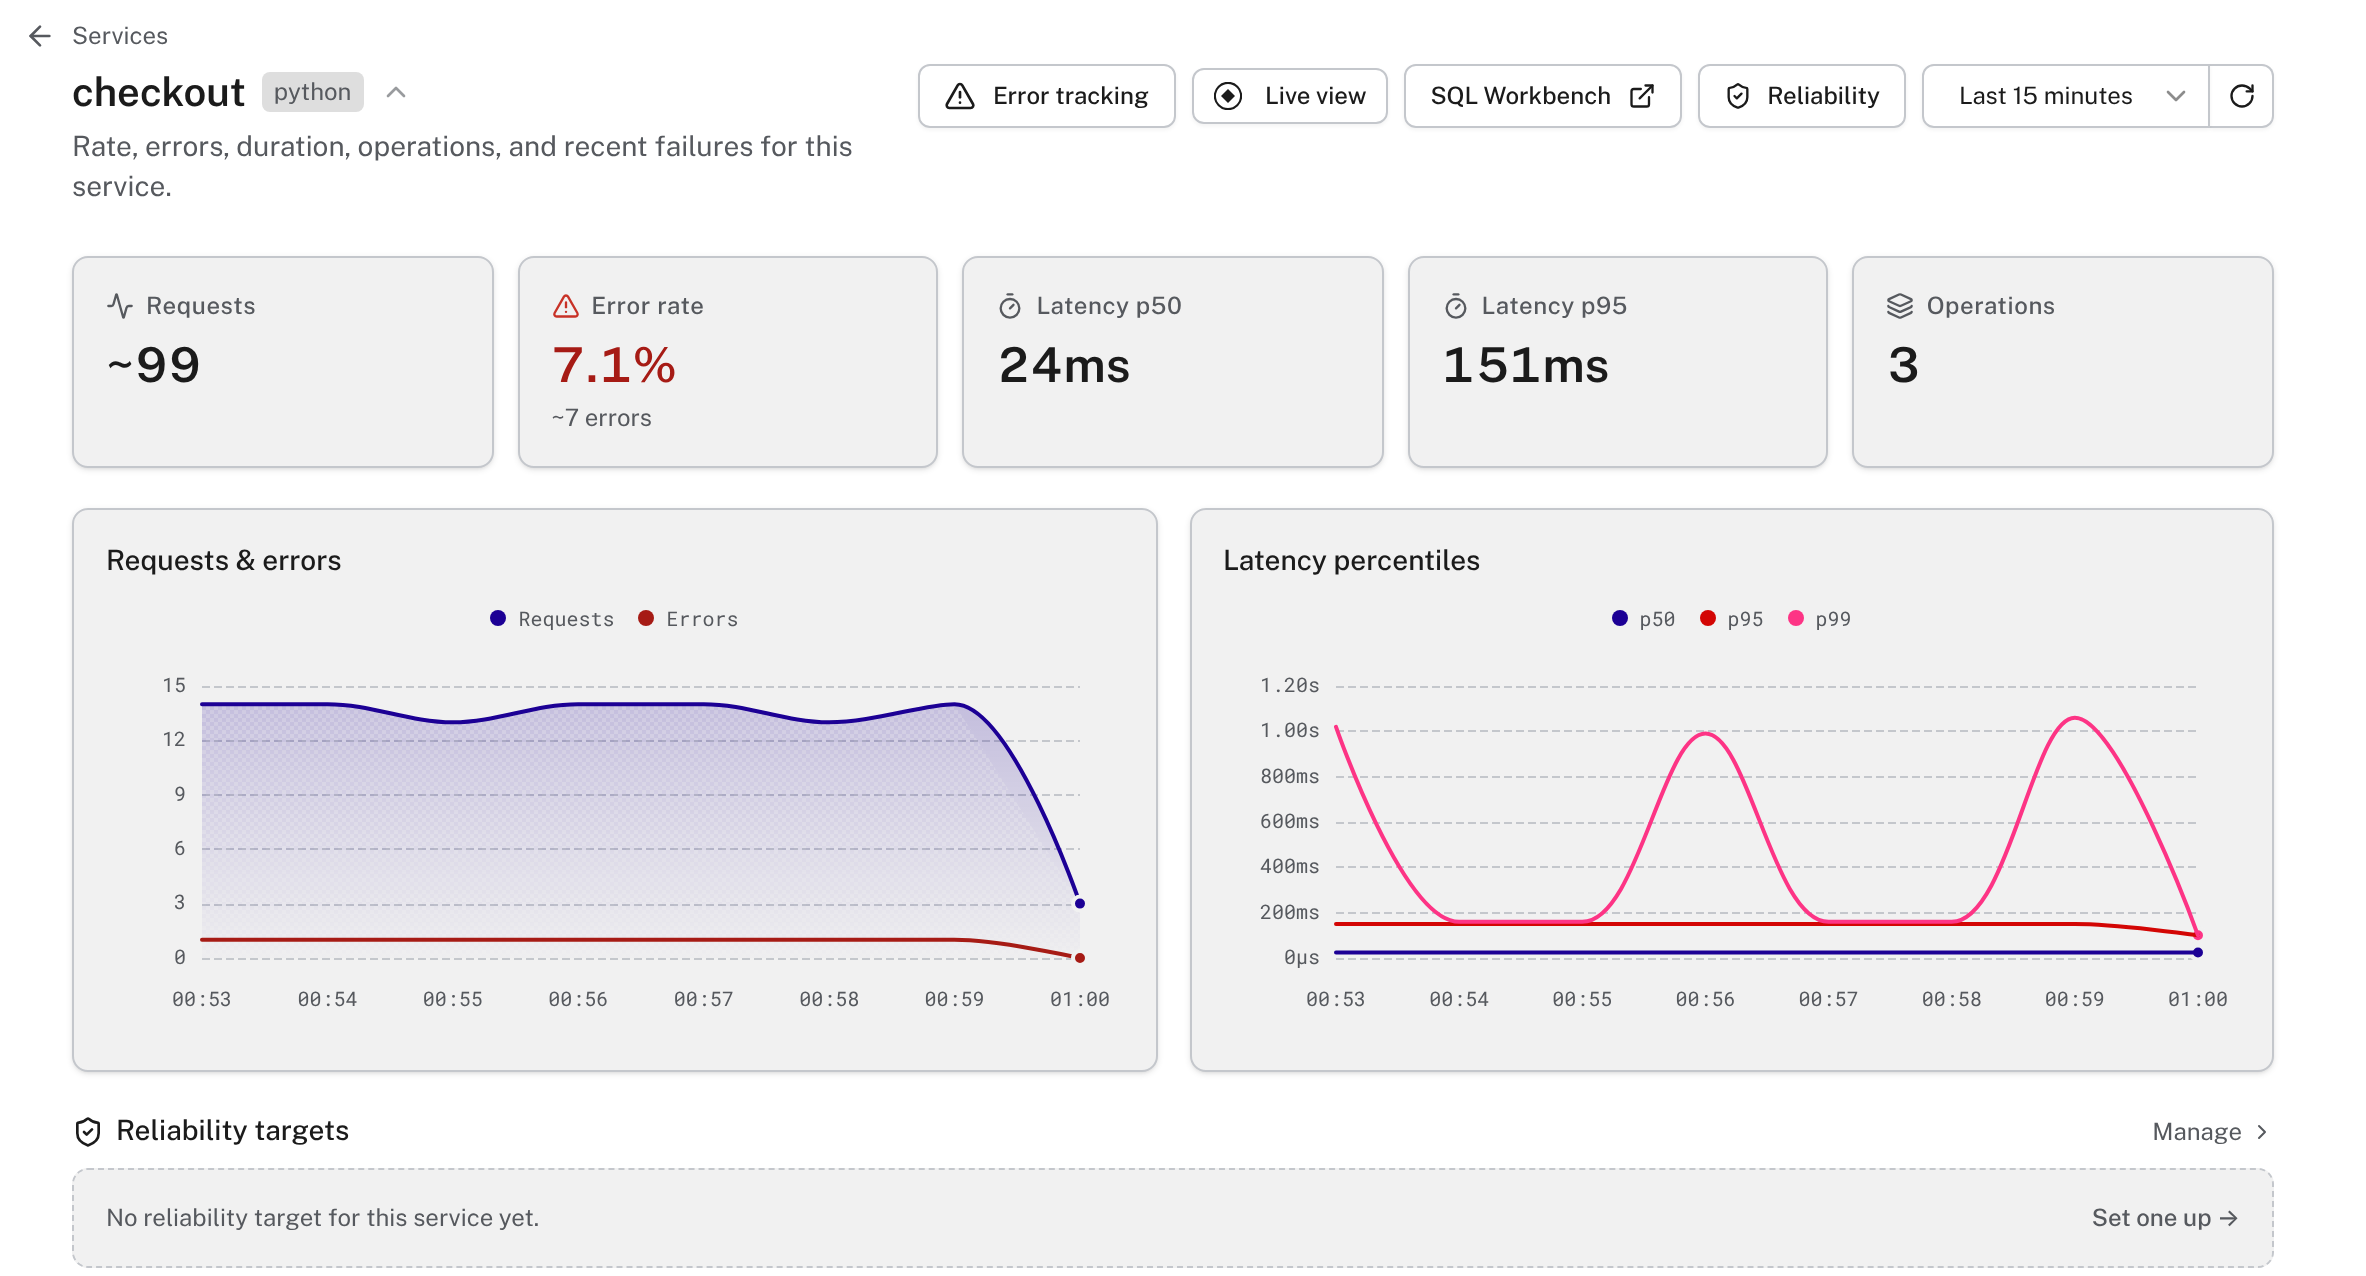 Services
checkout python
Error tracking
Live view
SQL Workbench
Reliability
Last 15 minutes
Rate, errors, duration, operations, and recent failures for this
service.
Requests
~99
Error rate
7.1%
~7 errors
Latency p50
24ms
Latency p95
151ms
Operations
3
Requests & errors
Requests Errors
15
12
9
6
3
0
00:53 00:54 00:55 00:56 00:57 00:58 00:59 01:00
Latency percentiles
p50 p95 p99
1.20s
1.00s
800ms
600ms
400ms
200ms
0µs
00:53 00:54 00:55 00:56 00:57 00:58 00:59 01:00
Reliability targets
Manage
No reliability target for this service yet.
Set one up →